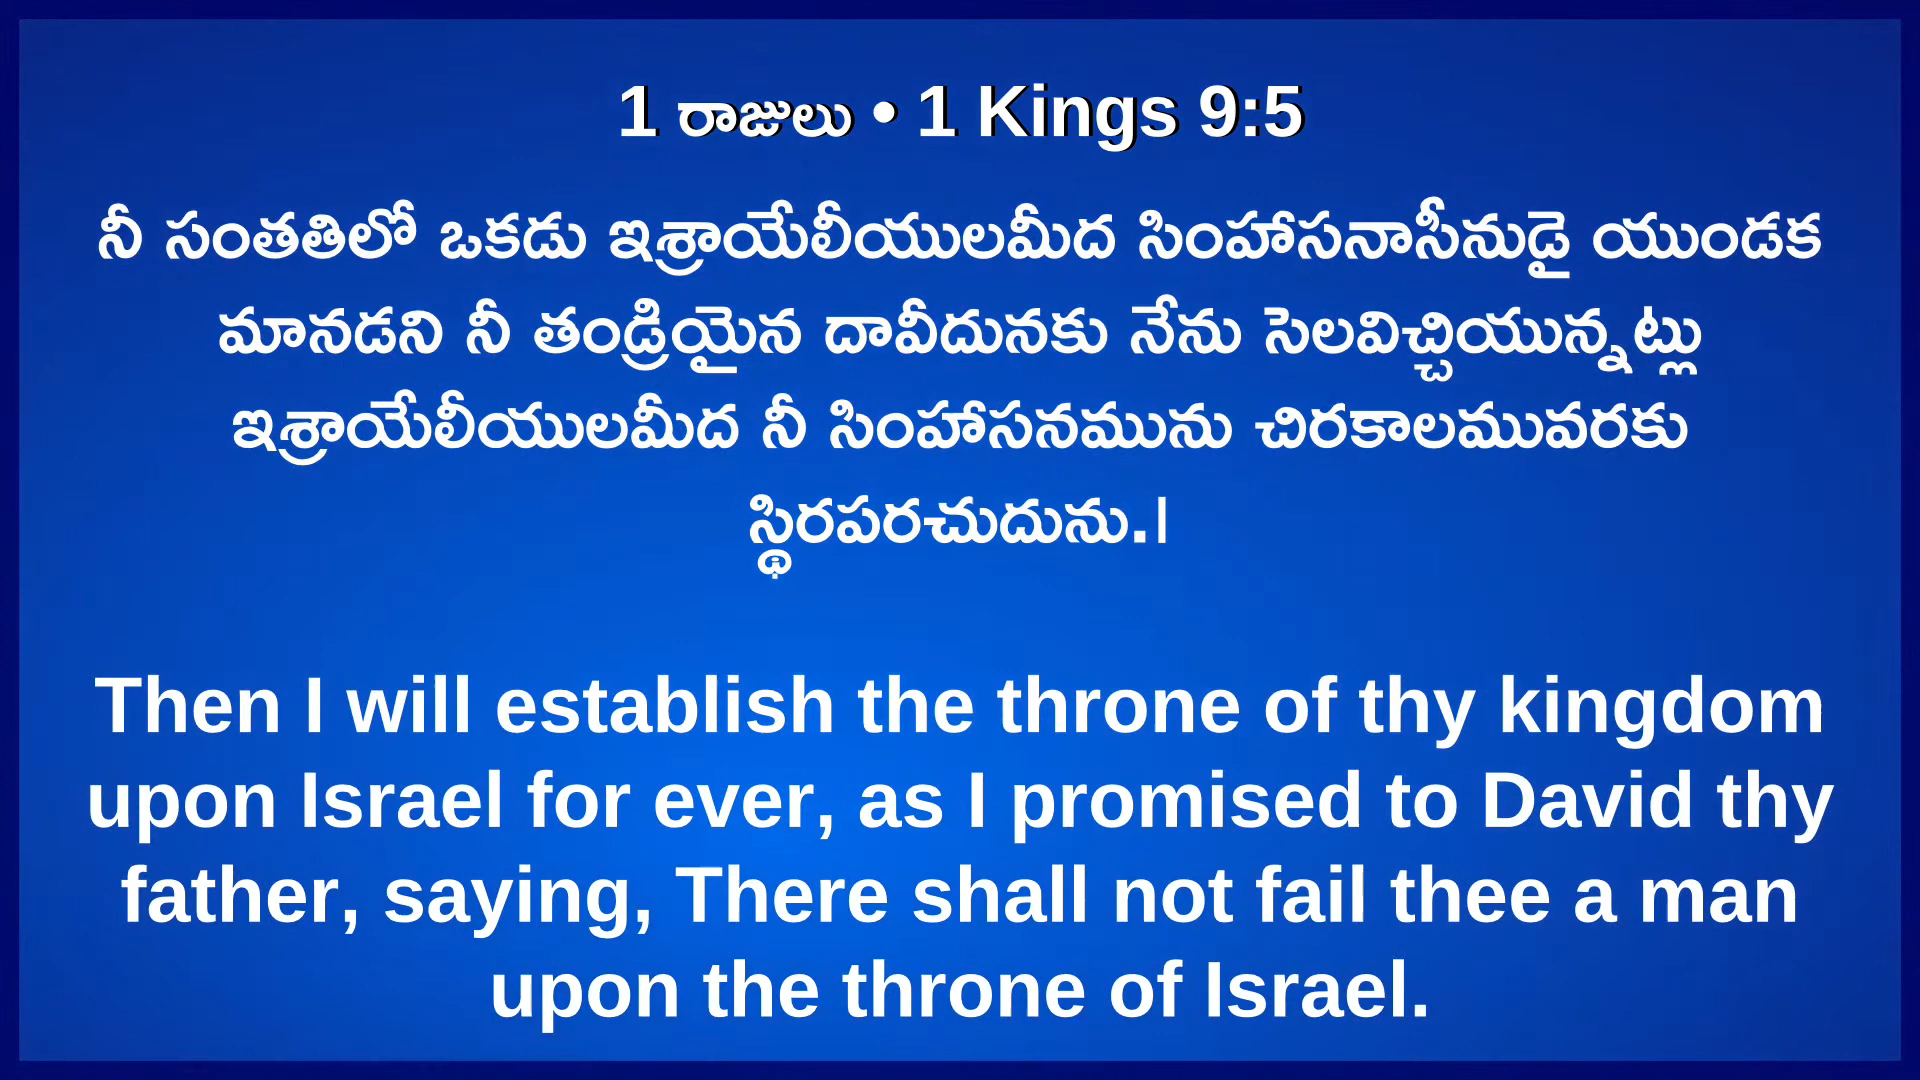 1 రాజులు • 1 Kings 9:5
నీ సంతతిలో ఒకడు ఇశ్రాయేలీయులమీద సింహాసనాసీనుడై యుండక
మానడని నీ తండ్రియైన దావీదునకు నేను సెలవిచ్చియున్నట్లు
ఇశ్రాయేలీయులమీద నీ సింహాసనమును చిరకాలమువరకు
స్థిరపరచుదును.।
Then I will establish the throne of thy kingdom
upon Israel for ever, as I promised to David thy
father, saying, There shall not fail thee a man
upon the throne of Israel.